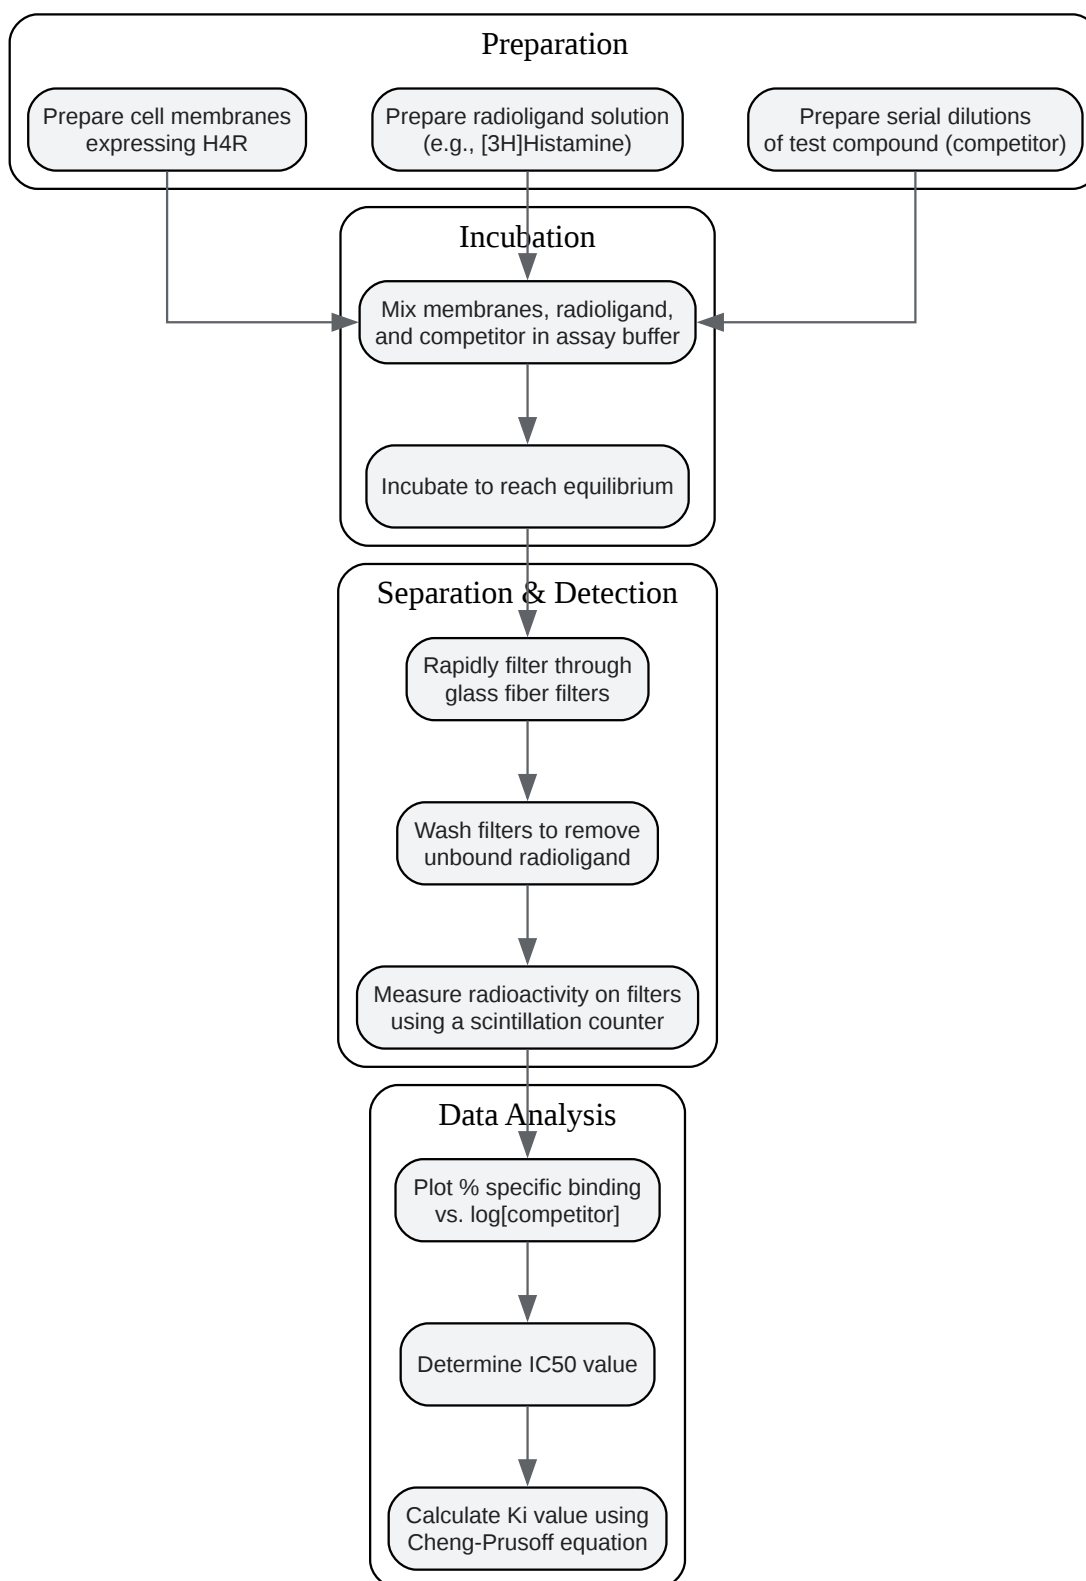 Preparation
Prepare cell membranes
expressing H4R
Prepare radioligand solution
(e.g., [3H]Histamine)
Prepare serial dilutions
of test compound (competitor)
Incubation
Mix membranes, radioligand,
and competitor in assay buffer
Incubate to reach equilibrium
Separation & Detection
Rapidly filter through
glass fiber filters
Wash filters to remove
unbound radioligand
Measure radioactivity on filters
using a scintillation counter
Data Analysis
Plot % specific binding
vs. log[competitor]
Determine IC50 value
Calculate Ki value using
Cheng-Prusoff equation